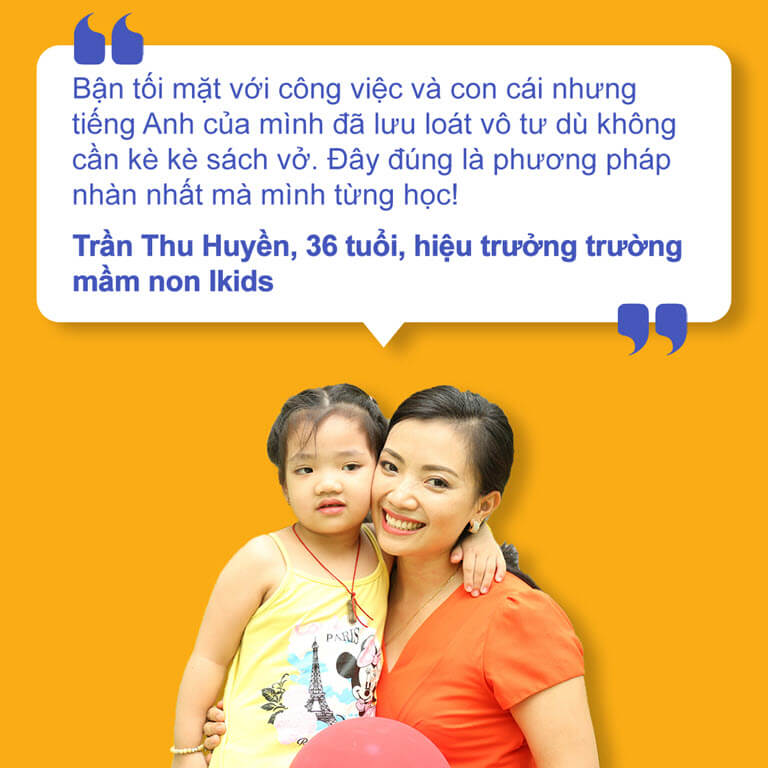 Bận tối mặt với công việc và con cái nhưng
tiếng Anh của mình đã lưu loát vô tư dù không
cần kè kè sách vở. Đây đúng là phương pháp
nhàn nhất mà mình từng học!
Trần Thu Huyền, 36 tuổi, hiệu trưởng trường
mầm non Ikids
PARIS